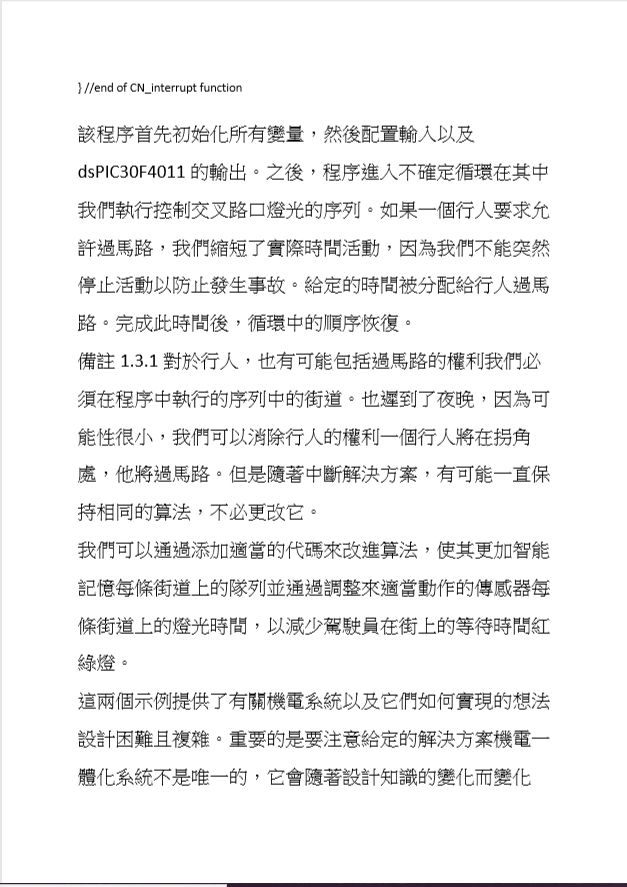 } //end of CN_interrupt function
該程序首先初始化所有變量，然後配置輸入以及
dsPIC30F4011 的輸出。之後，程序進入不確定循環在其中
我們執行控制交叉路口燈光的序列。如果一個行人要求允
許過馬路，我們縮短了實際時間活動，因為我們不能突然
停止活動以防止發生事故。給定的時間被分配給行人過馬
路。完成此時間後，循環中的順序恢復。
備註 1.3.1 對於行人，也有可能包括過馬路的權利我們必
須在程序中執行的序列中的街道。也遲到了夜晚，因為可
能性很小，我們可以消除行人的權利一個行人將在拐角
處，他將過馬路。但是隨著中斷解決方案，有可能一直保
持相同的算法，不必更改它。
我們可以通過添加適當的代碼來改進算法，使其更加智能
記憶每條街道上的隊列並通過調整來適當動作的傳感器每
條街道上的燈光時間，以減少駕駛員在街上的等待時間紅
綠燈。
這兩個示例提供了有關機電系統以及它們如何實現的想法
設計困難且複雜。重要的是要注意給定的解決方案機電一
體化系統不是唯一的，它會隨著設計知識的變化而變化